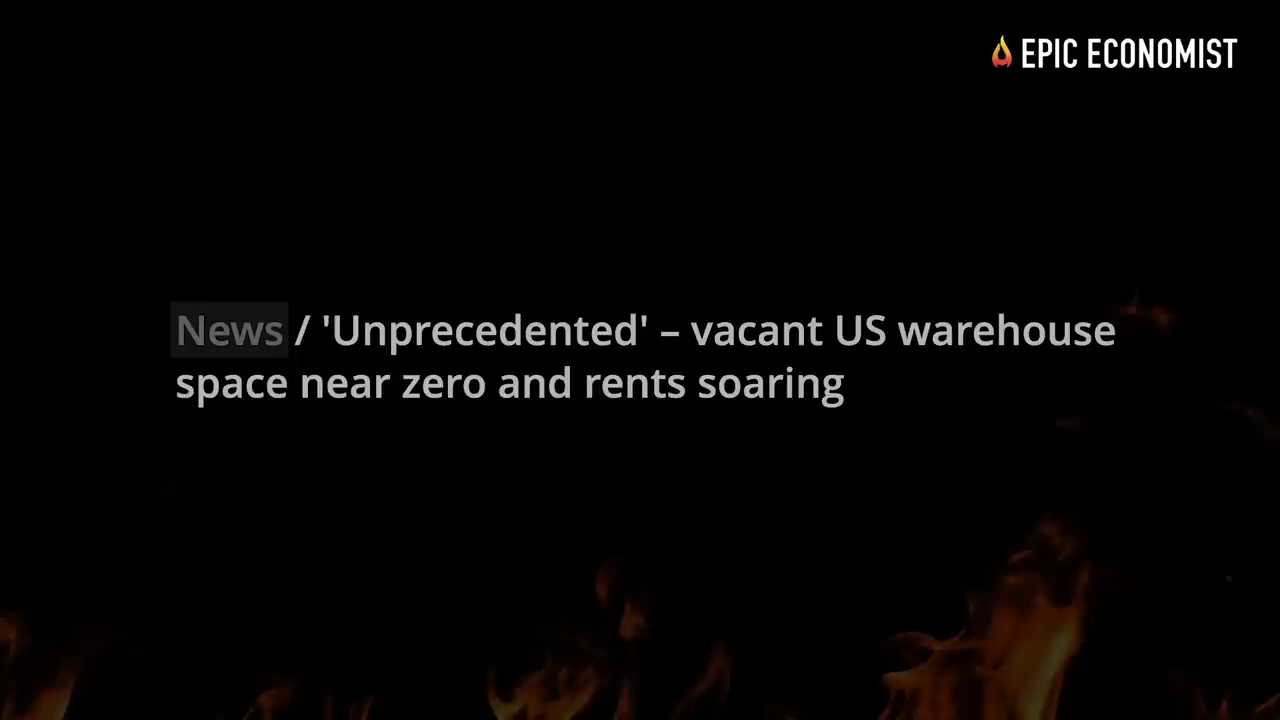 EPIC ECONOMIST
News / 'Unprecedented' – vacant US warehouse
space near zero and rents soaring